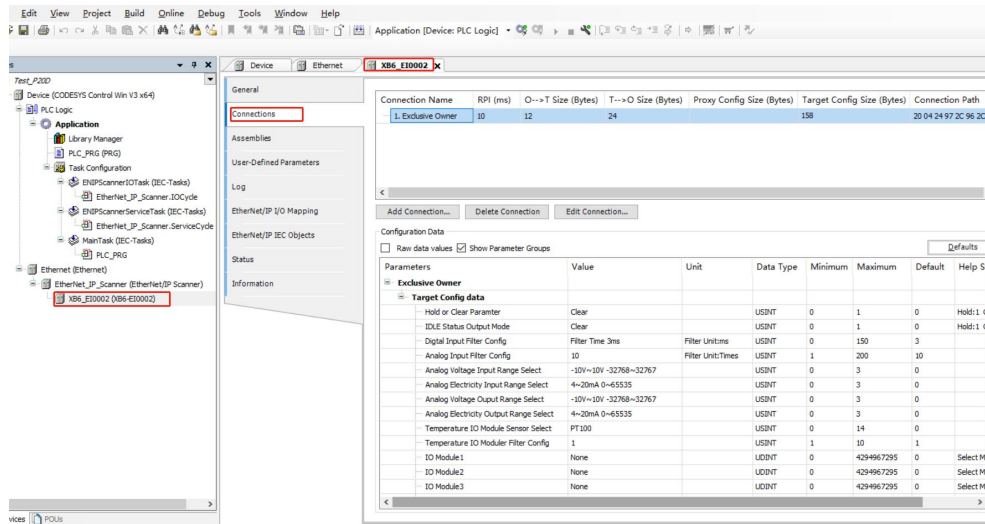 Edit View Project Build Online Debug Tools Window Help
Application [Device: PLC Logic]
Device Ethernet XB6_EI0002
Test_P20D
Device (CODESYS Control Win V3 x64)
PLC Logic
Application
Library Manager
PLC_PRG (PRG)
Task Configuration
ENIPScannerIOTask (IEC-Tasks)
EtherNet_IP_Scanner.IOCycle
ENIPScannerServiceTask (IEC-Tasks)
EtherNet_IP_Scanner.ServiceCycle
MainTask (IEC-Tasks)
PLC_PRG
Ethernet (Ethernet)
EtherNet_IP_Scanner (EtherNet/IP Scanner)
XB6_EI0002 (XB6-EI0002)
POUs
General
Connections
Assemblies
User-Defined Parameters
Log
EtherNet/IP I/O Mapping
EtherNet/IP IEC Objects
Status
Information
Connection Name RPI (ms) O-->T Size (Bytes) T-->O Size (Bytes) Proxy Config Size (Bytes) Target Config Size (Bytes) Connection Path
1. Exclusive Owner 10 12 24 158 20 04 24 97 2C 96 2C
Add Connection... Delete Connection Edit Connection...
Configuration Data
Raw data values Show Parameter Groups Defaults
Parameters Value Unit Data Type Minimum Maximum Default Help S
Exclusive Owner
Target Config data
Hold or Clear Paramter Clear USINT 0 1 0 Hold:1
IDLE Status Output Mode Clear USINT 0 1 0 Hold:1
Digtal Input Filter Config Filter Time 3ms Filter Unit:ms USINT 0 150 3
Analog Input Filter Config 10 Filter Unit:Times USINT 1 200 10
Analog Voltage Input Range Select -10V~10V -32768~32767 USINT 0 3 0
Analog Electricity Input Range Select 4~20mA 0~65535 USINT 0 3 0
Analog Voltage Ouput Range Select -10V~10V -32768~32767 USINT 0 3 0
Analog Electricity Output Range Select 4~20mA 0~65535 USINT 0 3 0
Temperature IO Module Sensor Select PT100 USINT 0 14 0
Temperature IO Moduler Filter Config 1 USINT 1 10 1
IO Module1 None UDINT 0 4294967295 0 Select M
IO Module2 None UDINT 0 4294967295 0 Select M
IO Module3 None UDINT 0 4294967295 0 Select M